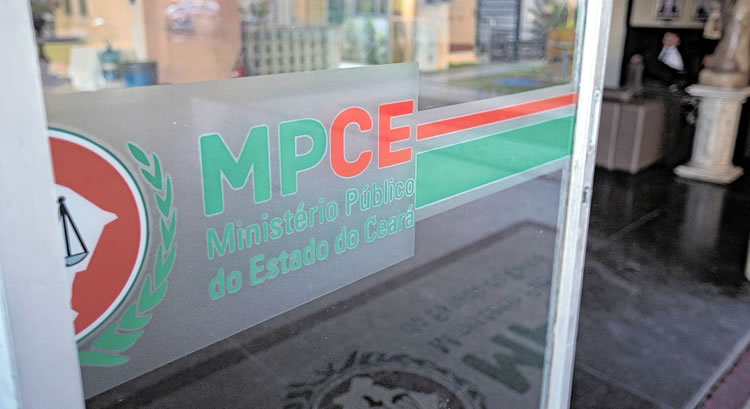 MPCE
Ministério Público
do Estado do Ceará